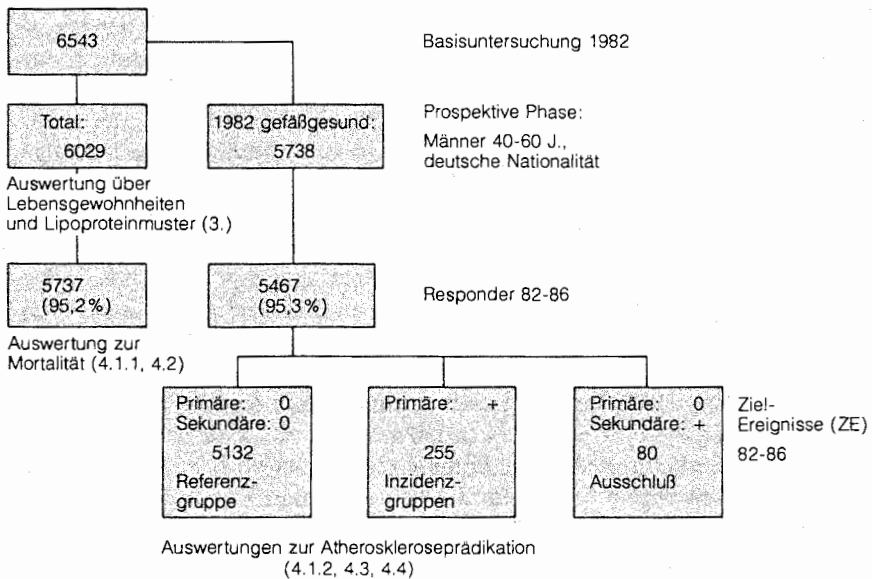 6543
Basisuntersuchung 1982
Total:
6029
1982 gefäßgesund:
5738
Prospektive Phase:
Männer 40-60 J.,
deutsche Nationalität
Auswertung über
Lebensgewohnheiten
und Lipoproteinmuster (3.)
5737
(95,2%)
5467
(95,3%)
Responder 82-86
Auswertung zur
Mortalität (4.1.1, 4.2)
Primäre: 0
Sekundäre: 0
5132
Referenz-
gruppe
Primäre: +
255
Inzidenz-
gruppen
Primäre: 0
Sekundäre: +
80
Ausschluß
Ziel-
Ereignisse (ZE)
82-86
Auswertungen zur Atheroskleroseprädikation
(4.1.2, 4.3, 4.4)